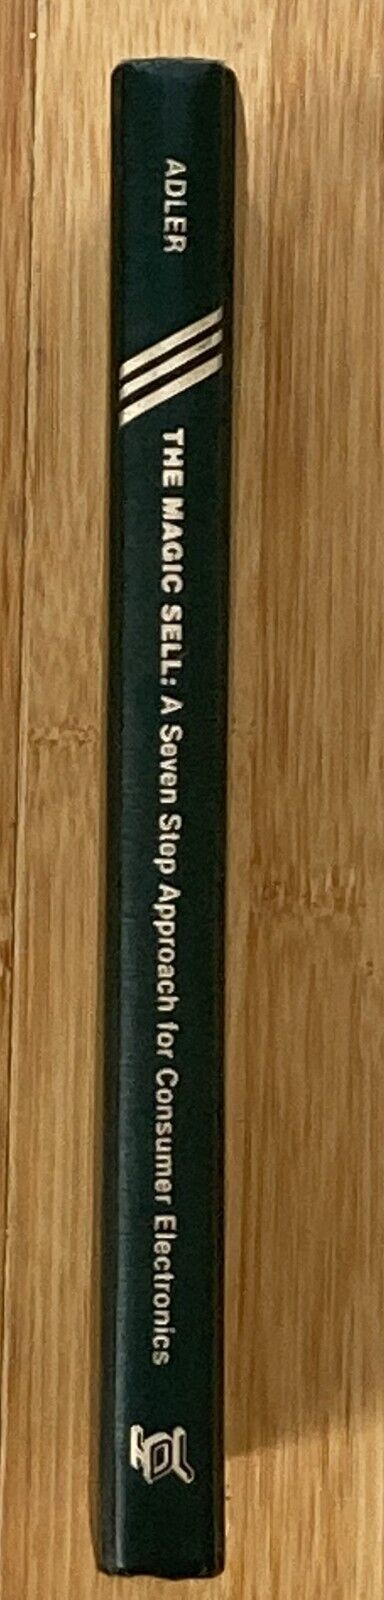 ADLER
THE MAGIC SELL: A Seven Step Approach for Consumer Electronics